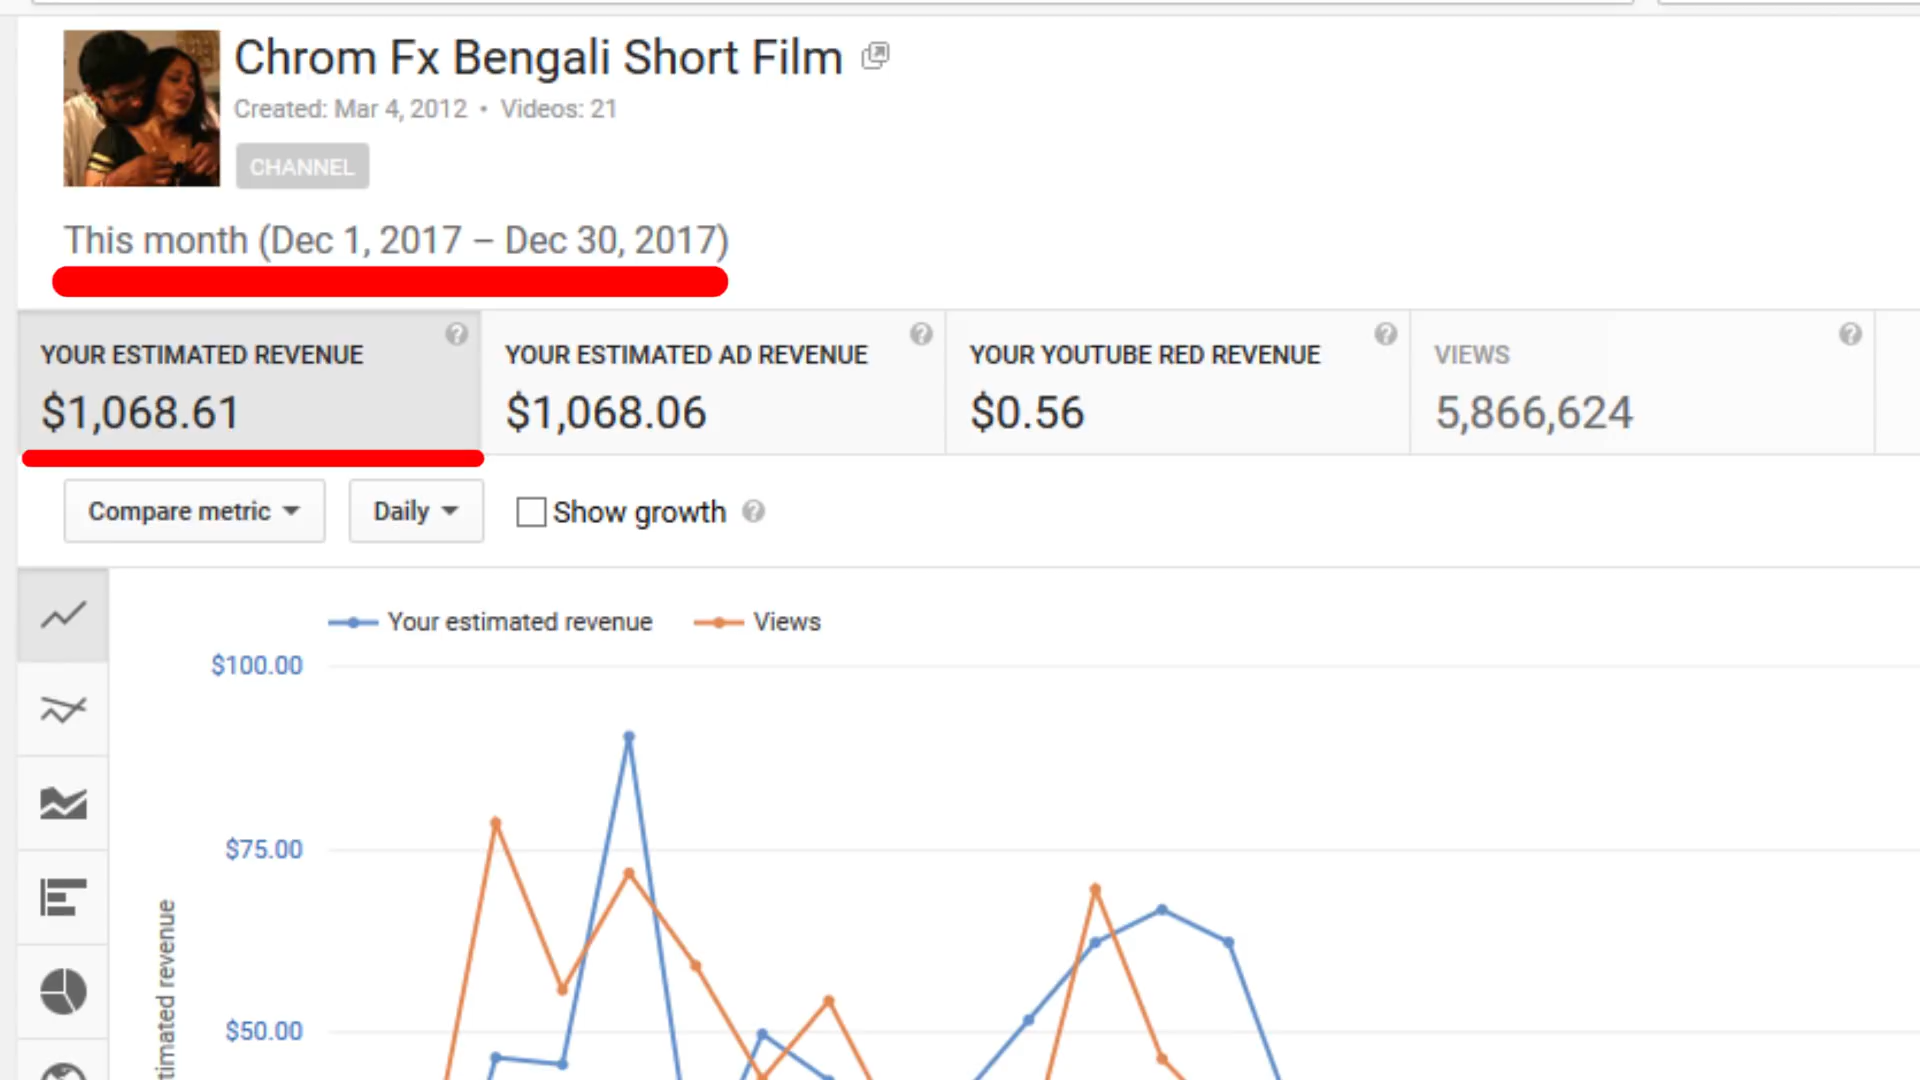 Chrom Fx Bengali Short Film
Created: Mar 4, 2012 • Videos: 21
CHANNEL
This month (Dec 1, 2017 – Dec 30, 2017)
YOUR ESTIMATED REVENUE ?
$1,068.61
YOUR ESTIMATED AD REVENUE ?
$1,068.06
YOUR YOUTUBE RED REVENUE ?
$0.56
VIEWS ?
5,866,624
Compare metric Daily Show growth ?
Your estimated revenue Views
$100.00
$75.00
$50.00
timated revenue